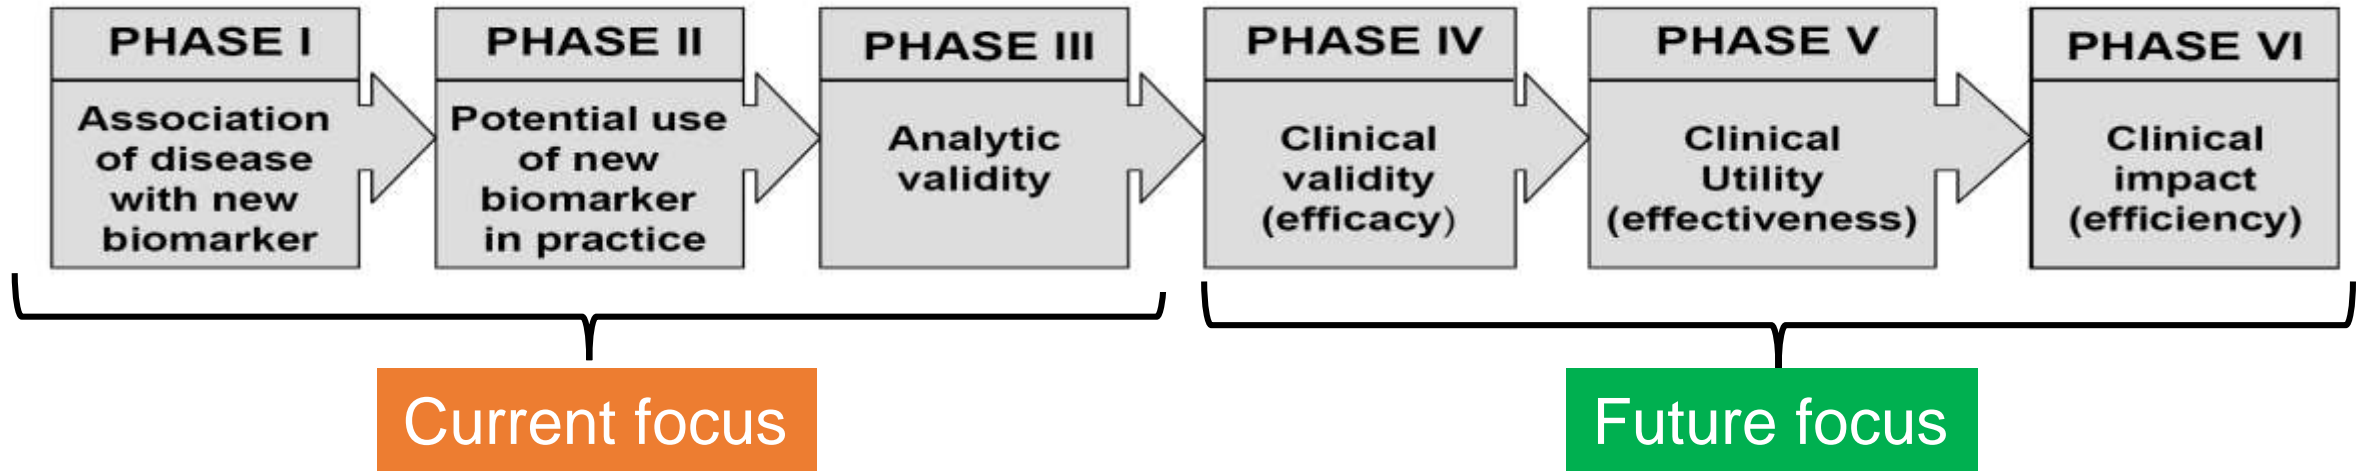 PHASE I
Association
of disease
with new
biomarker
PHASE II
Potential use
of new
biomarker
in practice
PHASE III
Analytic
validity
PHASE IV
Clinical
validity
(efficacy)
PHASE V
Clinical
Utility
(effectiveness)
PHASE VI
Clinical
impact
(efficiency)
Current focus
Future focus